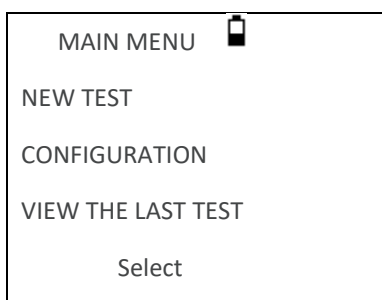 MAIN MENU
NEW TEST
CONFIGURATION
VIEW THE LAST TEST
Select